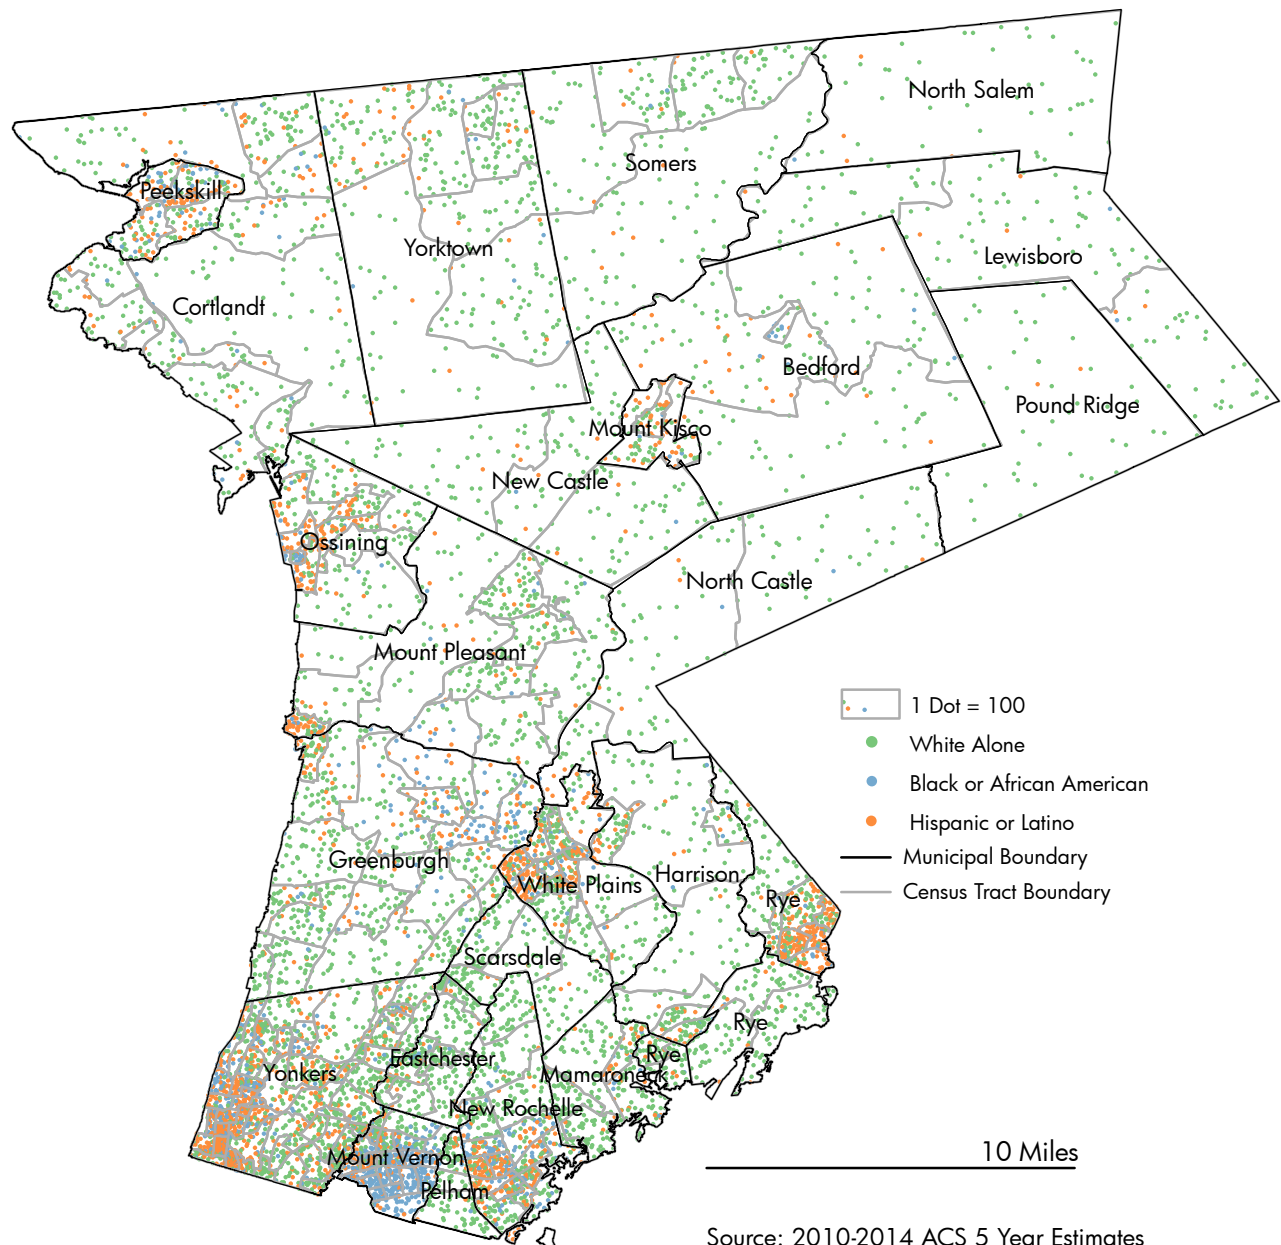 North Salem
Somers
Peekskill
Yorktown
Lewisboro
Cortlandt
Bedford
Pound Ridge
Mount Kisco
New Castle
Ossining
North Castle
Mount Pleasant
1 Dot = 100
White Alone
Black or African American
Hispanic or Latino
Municipal Boundary
Census Tract Boundary
Greenburgh
White Plains
Harrison
Rye
Scarsdale
Rye
Eastchester
Rye
Yonkers
Mamaroneck
New Rochelle
Mount Vernon
Pelham
10 Miles
Source: 2010-2014 ACS 5 Year Estimates